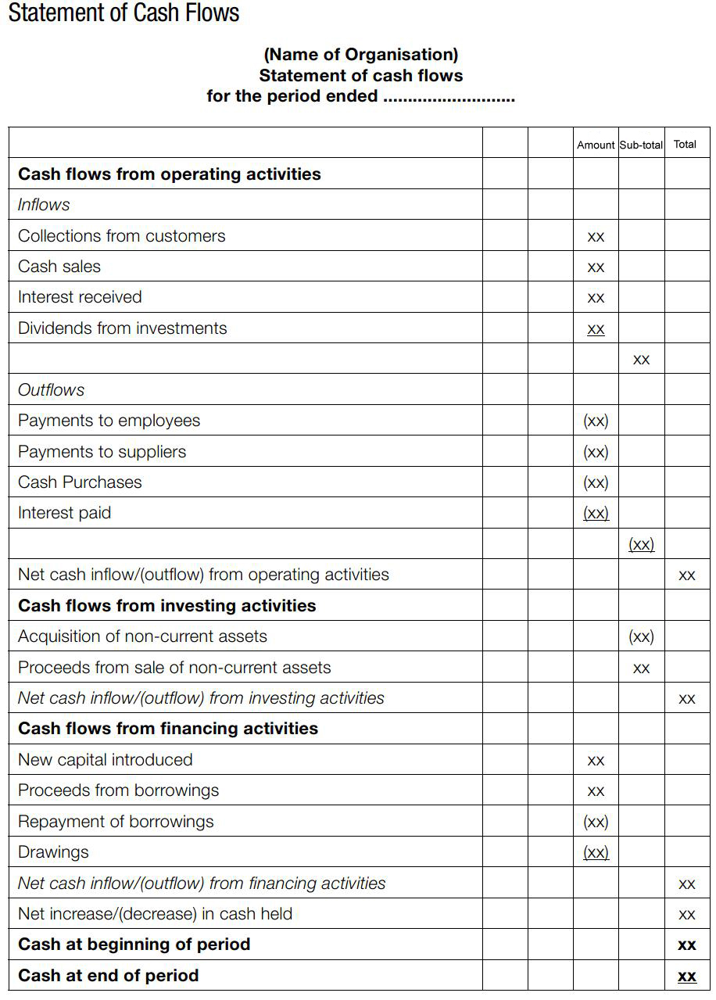 Statement of Cash Flows
(Name of Organisation)
Statement of cash flows
for the period ended ...........................
Amount Sub-total Total
Cash flows from operating activities
Inflows
Collections from customers xx
Cash sales xx
Interest received xx
Dividends from investments xx
xx
Outflows
Payments to employees (xx)
Payments to suppliers (xx)
Cash Purchases (xx)
Interest paid (xx)
(xx)
Net cash inflow/(outflow) from operating activities xx
Cash flows from investing activities
Acquisition of non-current assets (xx)
Proceeds from sale of non-current assets xx
Net cash inflow/(outflow) from investing activities xx
Cash flows from financing activities
New capital introduced xx
Proceeds from borrowings xx
Repayment of borrowings (xx)
Drawings (xx)
Net cash inflow/(outflow) from financing activities xx
Net increase/(decrease) in cash held xx
Cash at beginning of period xx
Cash at end of period xx